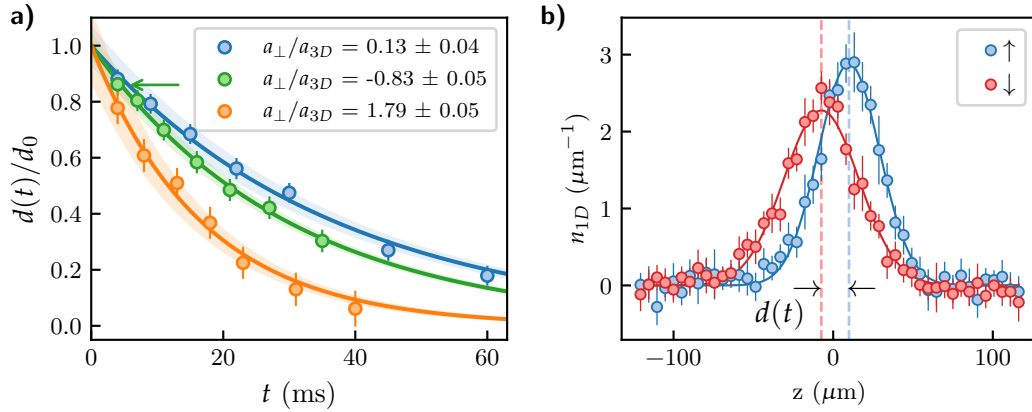 a)
1.0
0.8
0.6
0.4
0.2
0.0
d(t)/d₀
0
20
40
60
t (ms)
a⊥/a3D = 0.13 ± 0.04
a⊥/a3D = -0.83 ± 0.05
a⊥/a3D = 1.79 ± 0.05
b)
3
2
1
0
n1D (μm⁻¹)
−100
0
100
z (μm)
↑
↓
d(t)